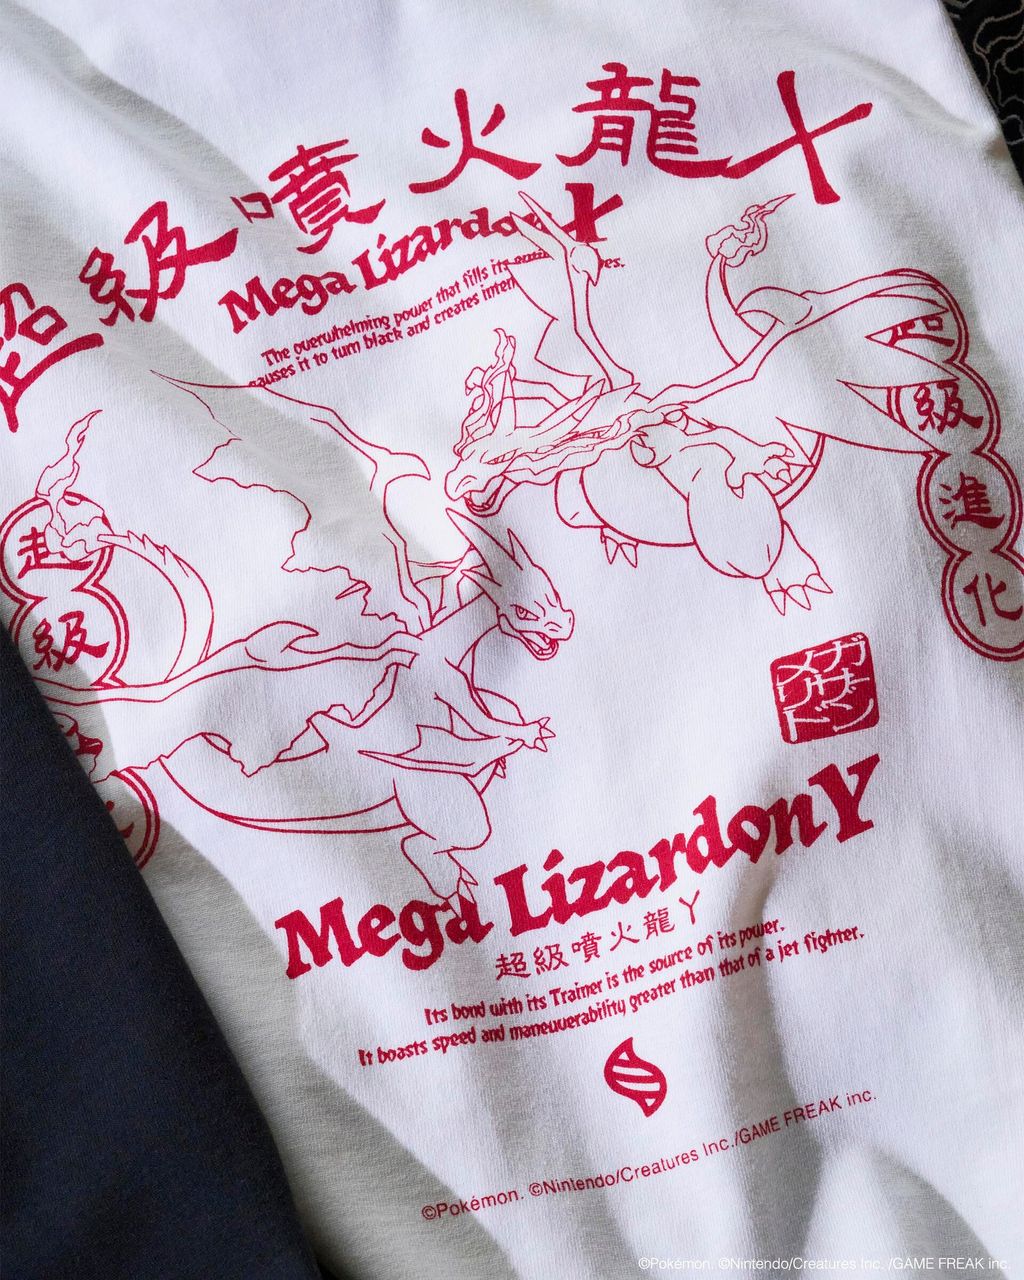 超級噴火龍X
Mega Lizardon X
The overwhelming power that fills its
causes it to turn black and creates
超級進化
超級
メガ
リザ
ードン
Mega Lizardon Y
超級噴火龍Y
Its bond with its Trainer is the source of its power.
It boasts speed and maneuverability greater than that of a jet fighter.
©Pokémon. ©Nintendo/Creatures Inc./GAME FREAK inc.
©Pokémon. ©Nintendo/Creatures Inc. /GAME FREAK inc.